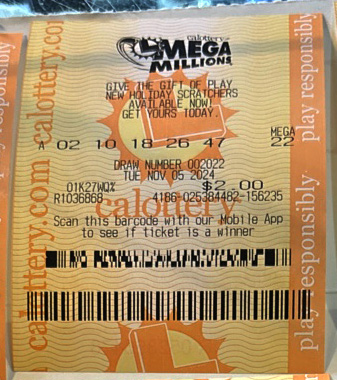 calottery
MEGA
MILLIONS
GIVE THE GIFT OF PLAY
NEW HOLIDAY SCRATCHERS
AVAILABLE NOW!
GET YOURS TODAY.
MEGA
A 02 10 18 26 47 22
DRAW NUMBER 002022
TUE NOV 05 2024
01K27WQ% $2.00
R1036868 4186-025384482-156235
calottery
Scan this barcode with our Mobile App
to see if ticket is a winner
calottery.com calottery.co
play responsibly
play responsibly